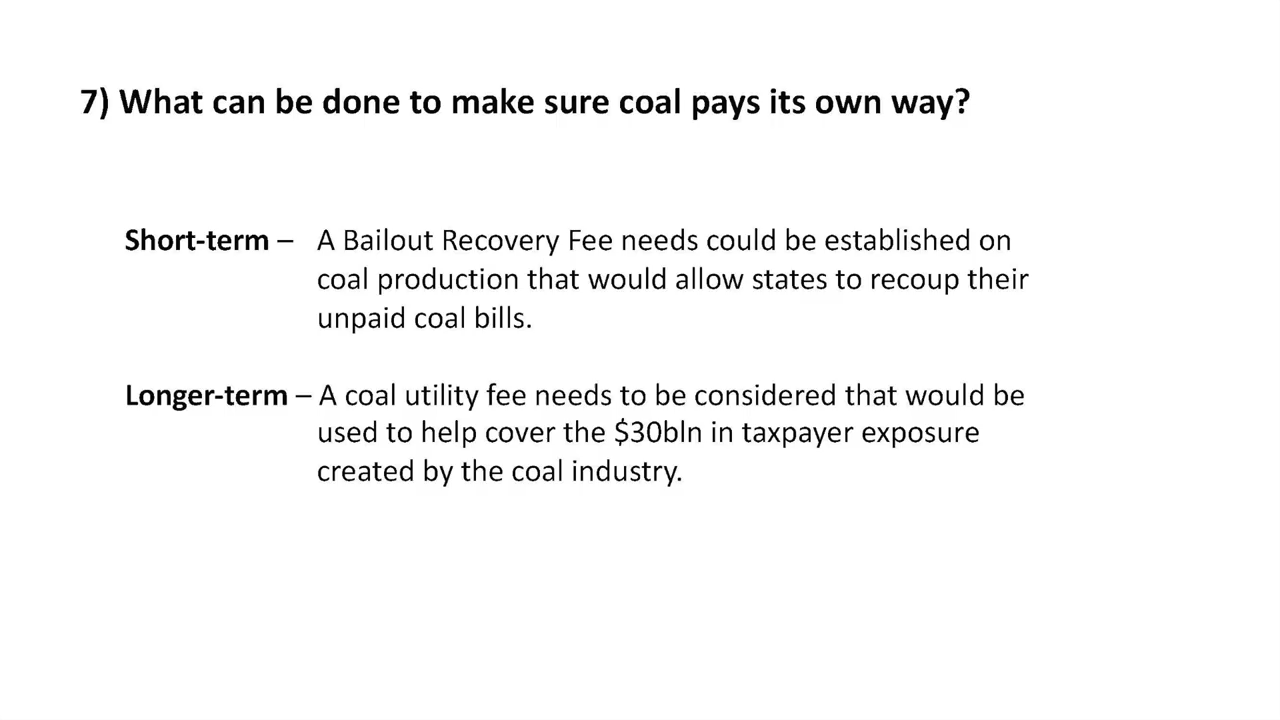 7) What can be done to make sure coal pays its own way?
Short-term – A Bailout Recovery Fee needs could be established on
coal production that would allow states to recoup their
unpaid coal bills.
Longer-term – A coal utility fee needs to be considered that would be
used to help cover the $30bln in taxpayer exposure
created by the coal industry.